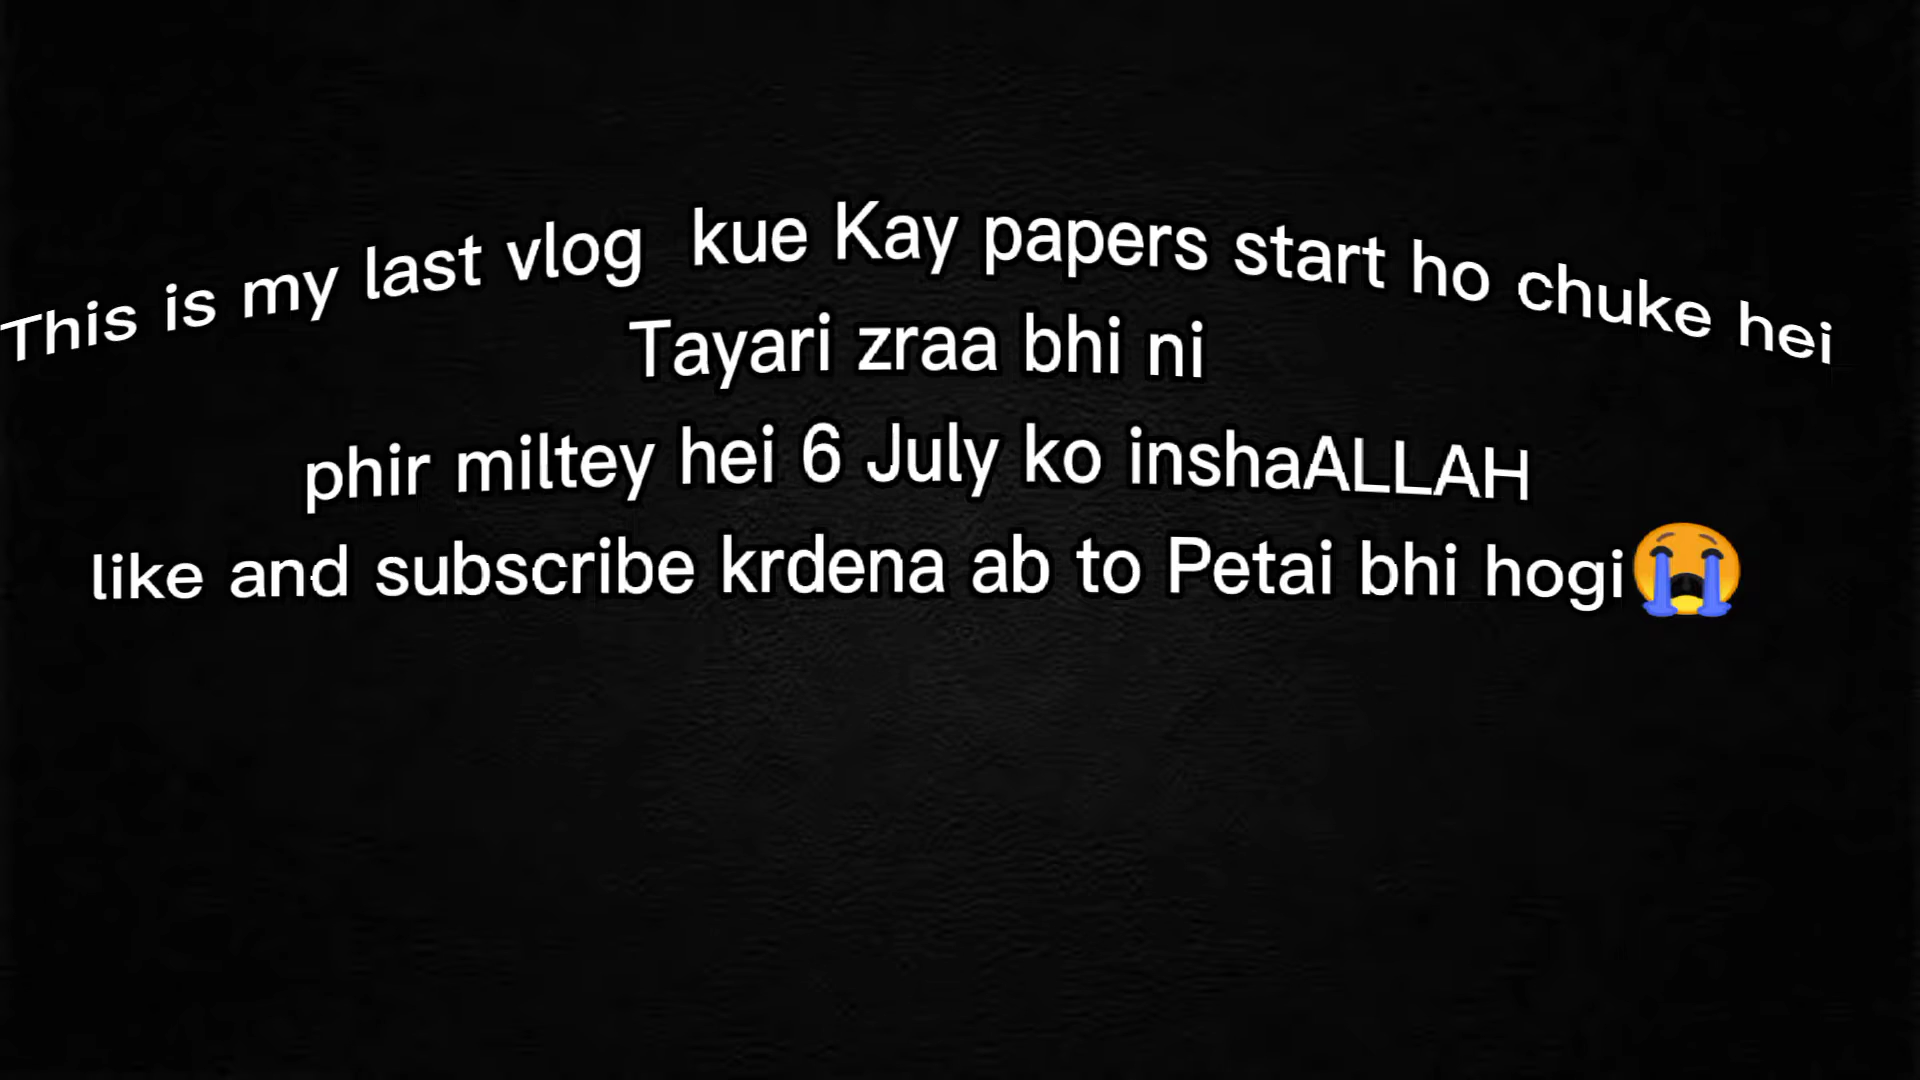 This is my last vlog kue Kay papers start ho chuke hei
Tayari zraa bhi ni
phir miltey hei 6 July ko inshaALLAH
like and subscribe krdena ab to Petai bhi hogi😭